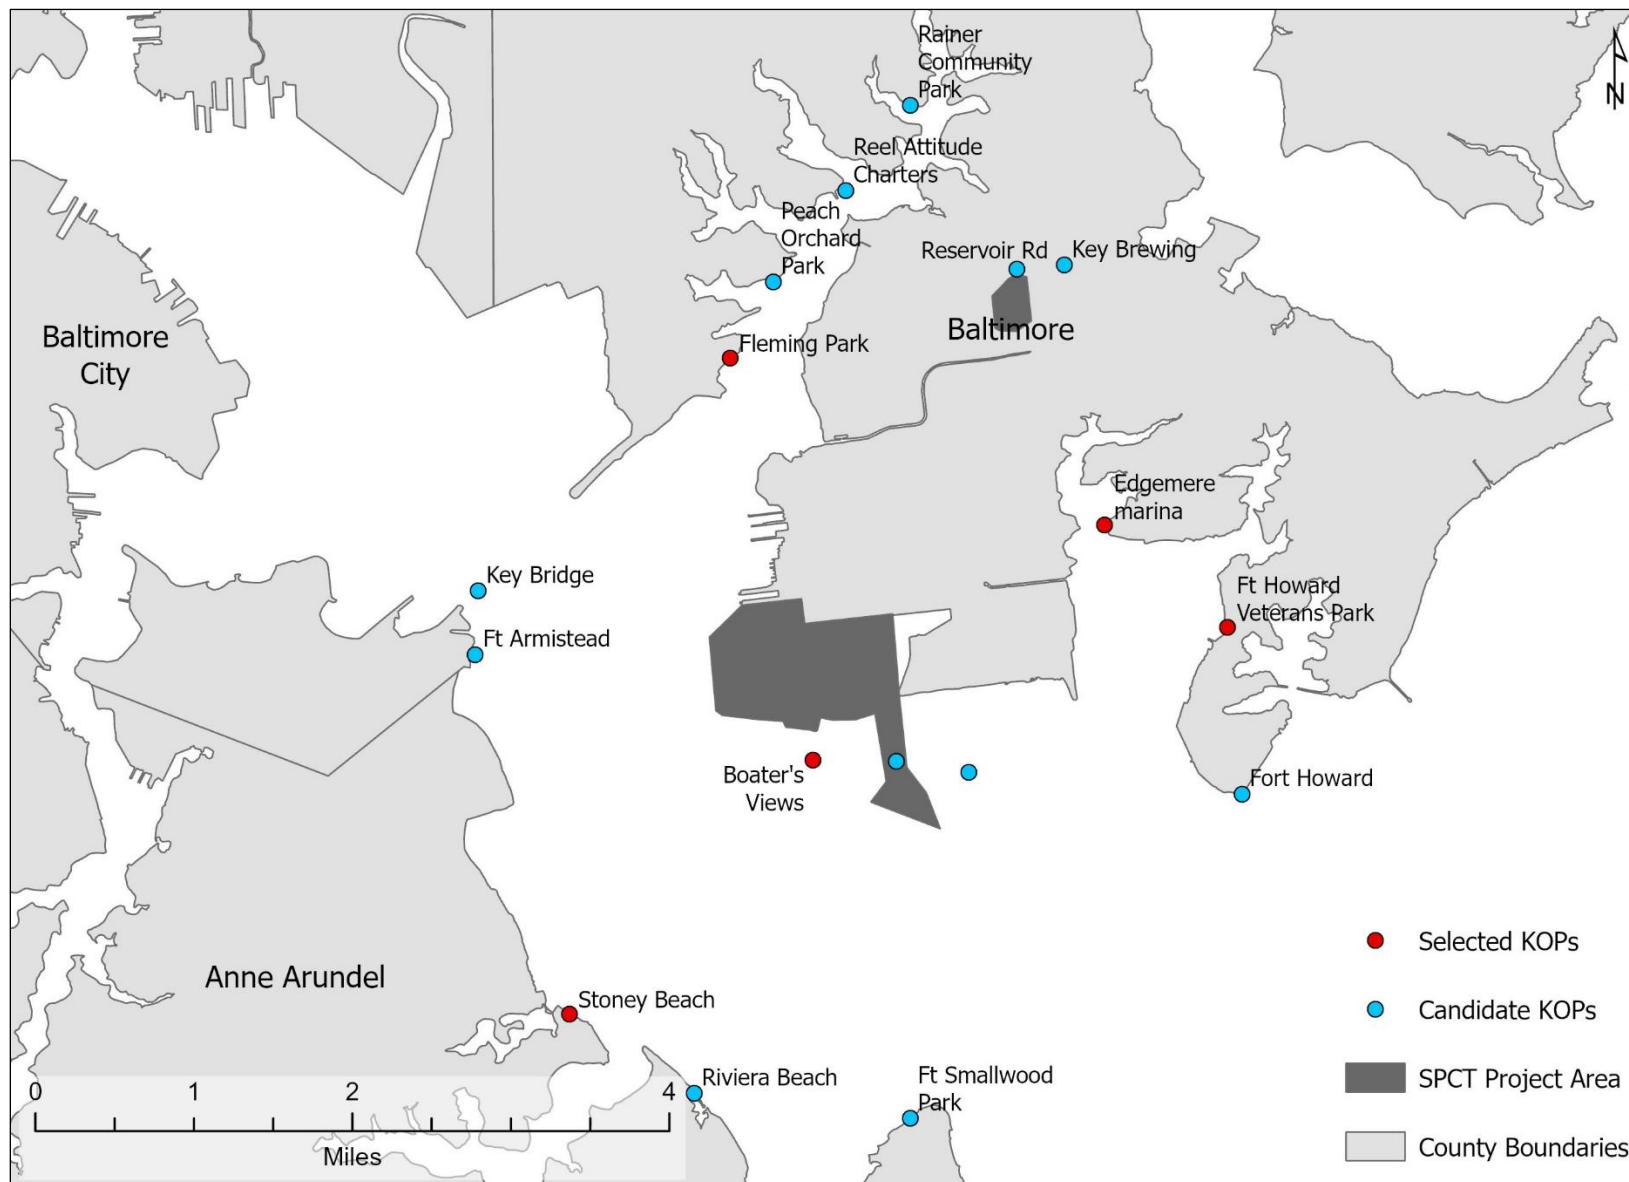 Rainer
Community
Park
N
Reel Attitude
Charters
Peach
Orchard
Park
Reservoir Rd
Key Brewing
Baltimore
Baltimore
City
Fleming Park
Edgemere
marina
Key Bridge
Ft Howard
Veterans Park
Ft Armistead
Boater's
Views
Fort Howard
Selected KOPs
Anne Arundel
Stoney Beach
Candidate KOPs
Riviera Beach
Ft Smallwood
Park
SPCT Project Area
0 1 2 4
Miles
County Boundaries